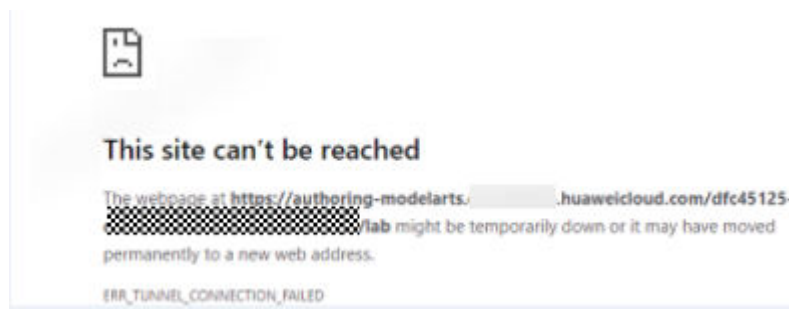 This site can't be reached
The webpage at https://authoring-modelarts. .huaweicloud.com/dfc45125-
/lab might be temporarily down or it may have moved
permanently to a new web address.
ERR_TUNNEL_CONNECTION_FAILED